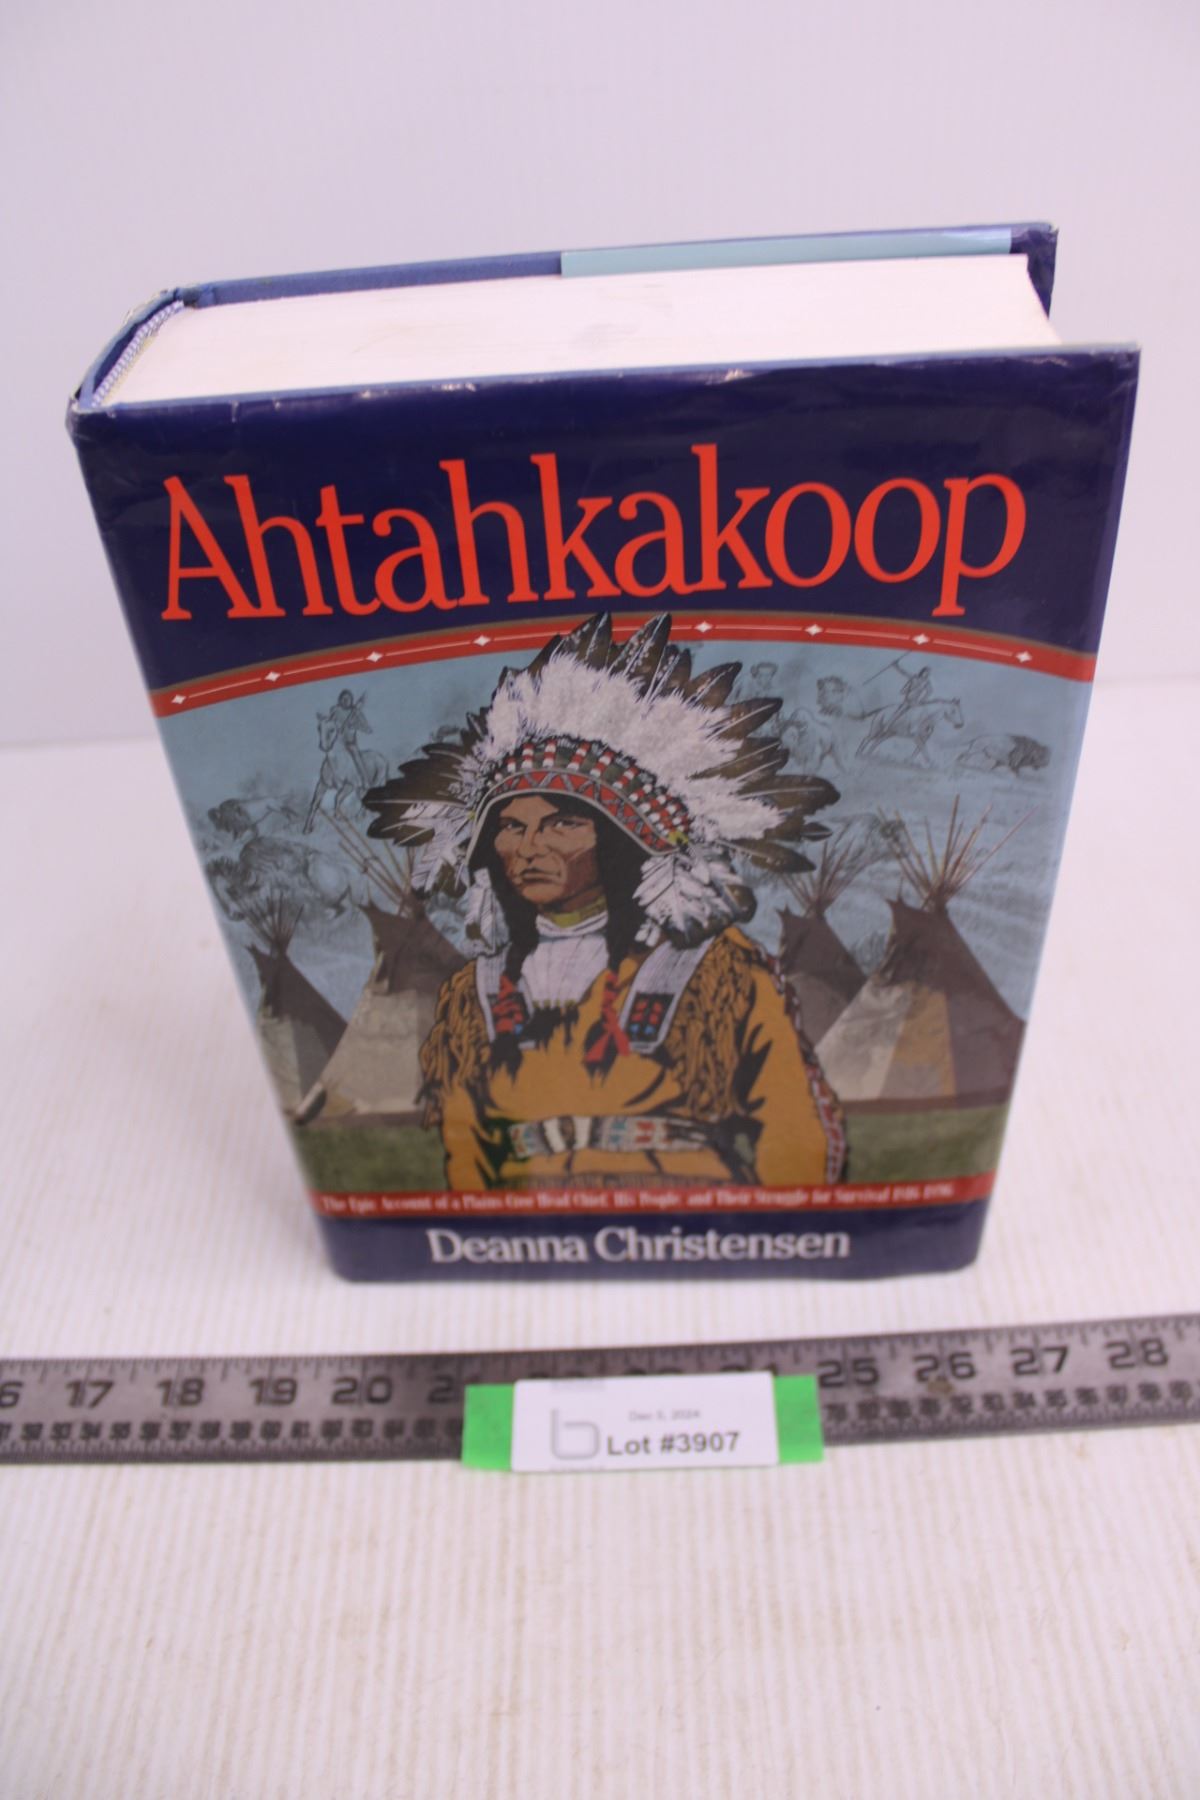 Ahtahkakoop
The Epic Account of a Plains Cree Head Chief, His People, and Their Struggle for Survival 1816-1896
Deanna Christensen
17 18 19 20 25 26 27 28
Dec 5, 2024
b Lot #3907